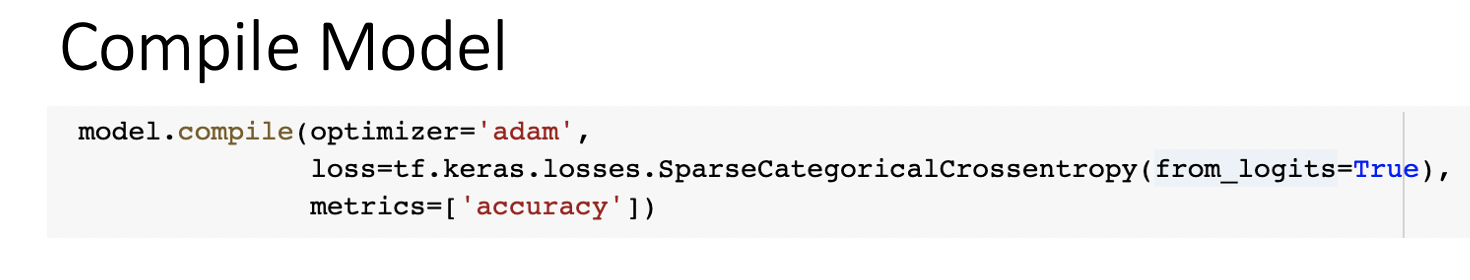 Compile Model
model.compile(optimizer='adam',
loss=tf.keras.losses.SparseCategoricalCrossentropy(from_logits=True),
metrics=['accuracy'])